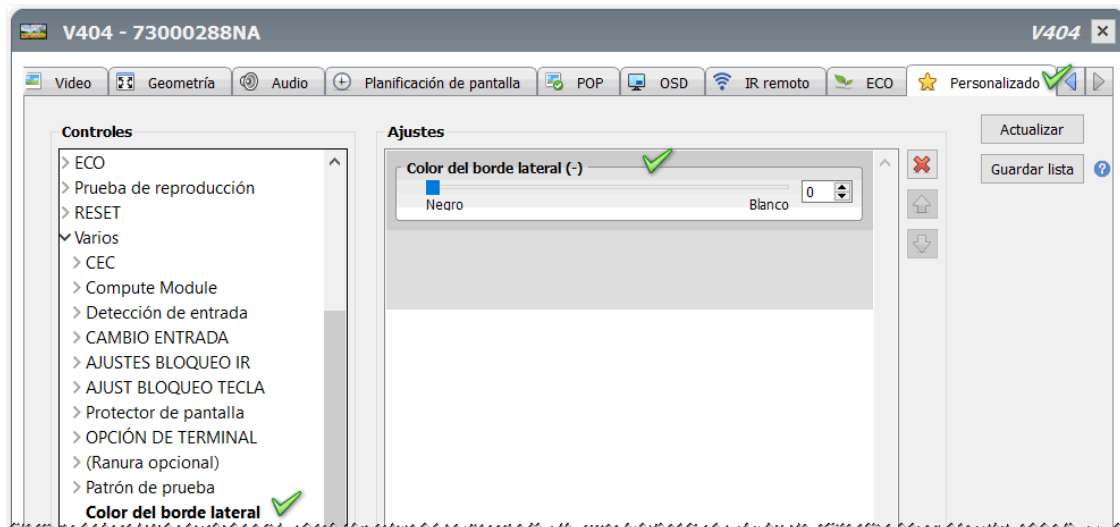 V404 - 73000288NA V404
Video Geometría Audio Planificación de pantalla POP OSD IR remoto ECO Personalizado
Controles
> ECO
> Prueba de reproducción
> RESET
Varios
> CEC
> Compute Module
> Detección de entrada
> CAMBIO ENTRADA
> AJUSTES BLOQUEO IR
> AJUST BLOQUEO TECLA
> Protector de pantalla
> OPCIÓN DE TERMINAL
> (Ranura opcional)
> Patrón de prueba
Color del borde lateral
Ajustes
Color del borde lateral (-)
0
Negro Blanco
Actualizar
Guardar lista ?